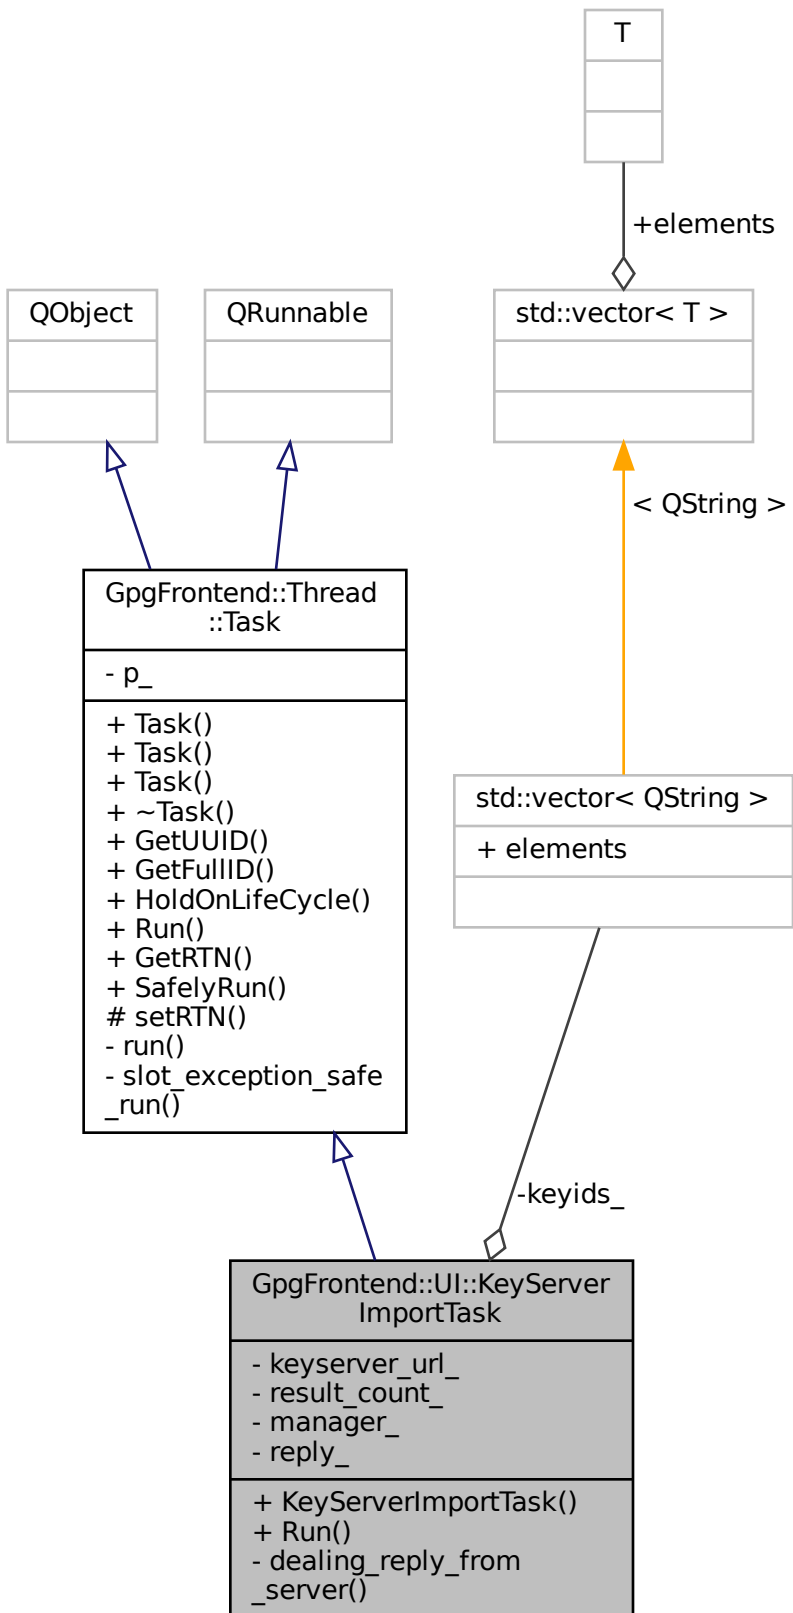 T
+elements
QObject
QRunnable
std::vector< T >
< QString >
GpgFrontend::Thread
::Task
- p_
+ Task()
+ Task()
+ Task()
+ ~Task()
+ GetUUID()
+ GetFullID()
+ HoldOnLifeCycle()
+ Run()
+ GetRTN()
+ SafelyRun()
# setRTN()
- run()
- slot_exception_safe
_run()
std::vector< QString >
+ elements
-keyids_
GpgFrontend::UI::KeyServer
ImportTask
- keyserver_url_
- result_count_
- manager_
- reply_
+ KeyServerImportTask()
+ Run()
- dealing_reply_from
_server()